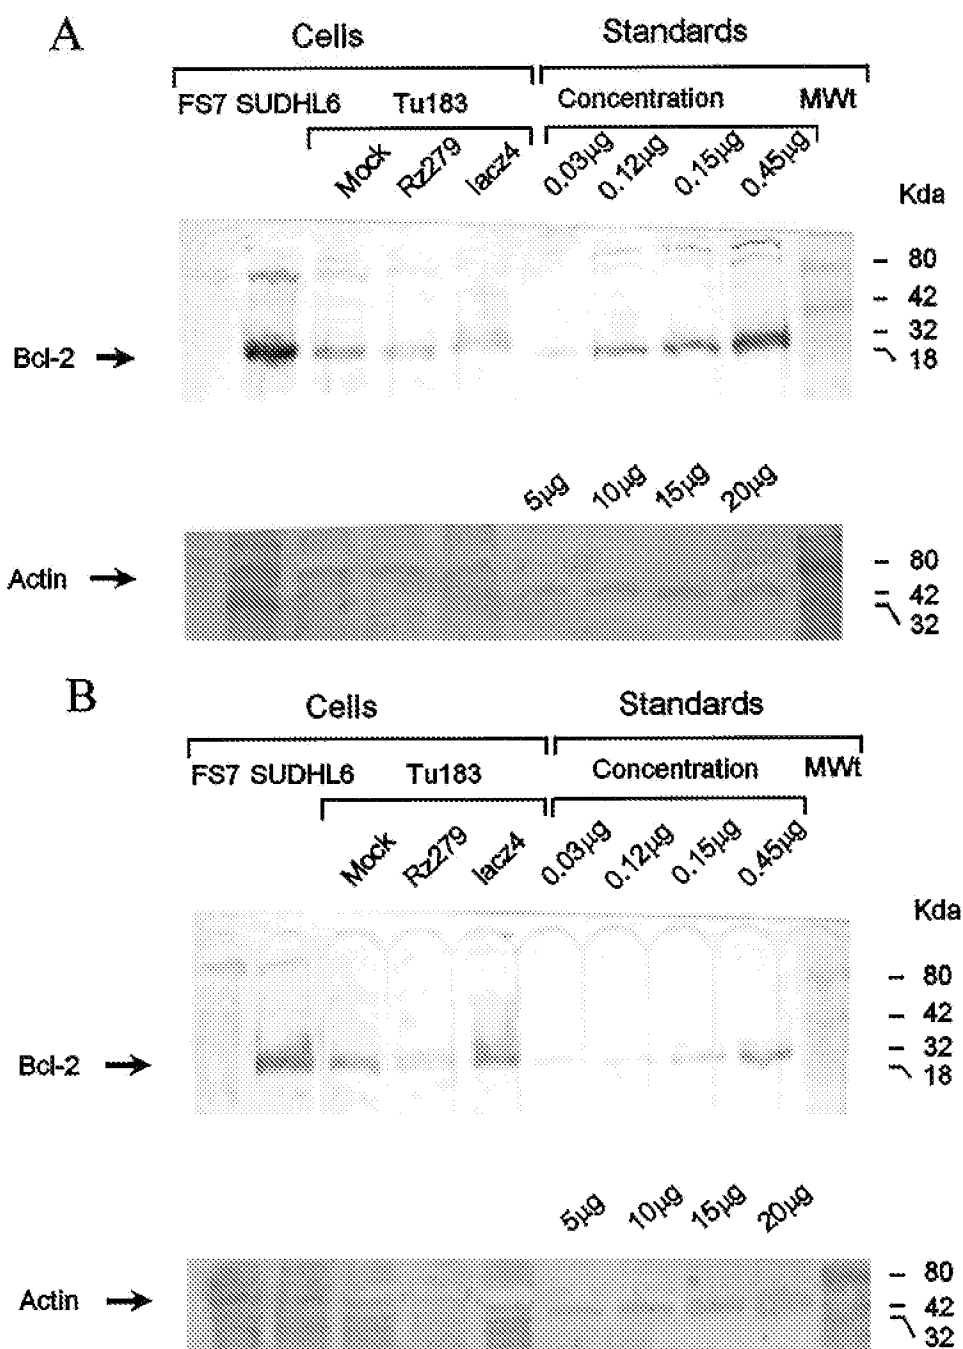 A
Cells Standards
FS7 SUDHL6 Tu183 Concentration MWt
Mock Rz279 lacz4 0.03µg 0.12µg 0.15µg 0.45µg
Kda
80
42
32
Bcl-2 18
5µg 10µg 15µg 20µg
80
Actin 42
32
B
Cells Standards
FS7 SUDHL6 Tu183 Concentration MWt
Mock Rz279 lacz4 0.03µg 0.12µg 0.15µg 0.45µg
Kda
80
42
32
Bcl-2 18
5µg 10µg 15µg 20µg
80
Actin 42
32